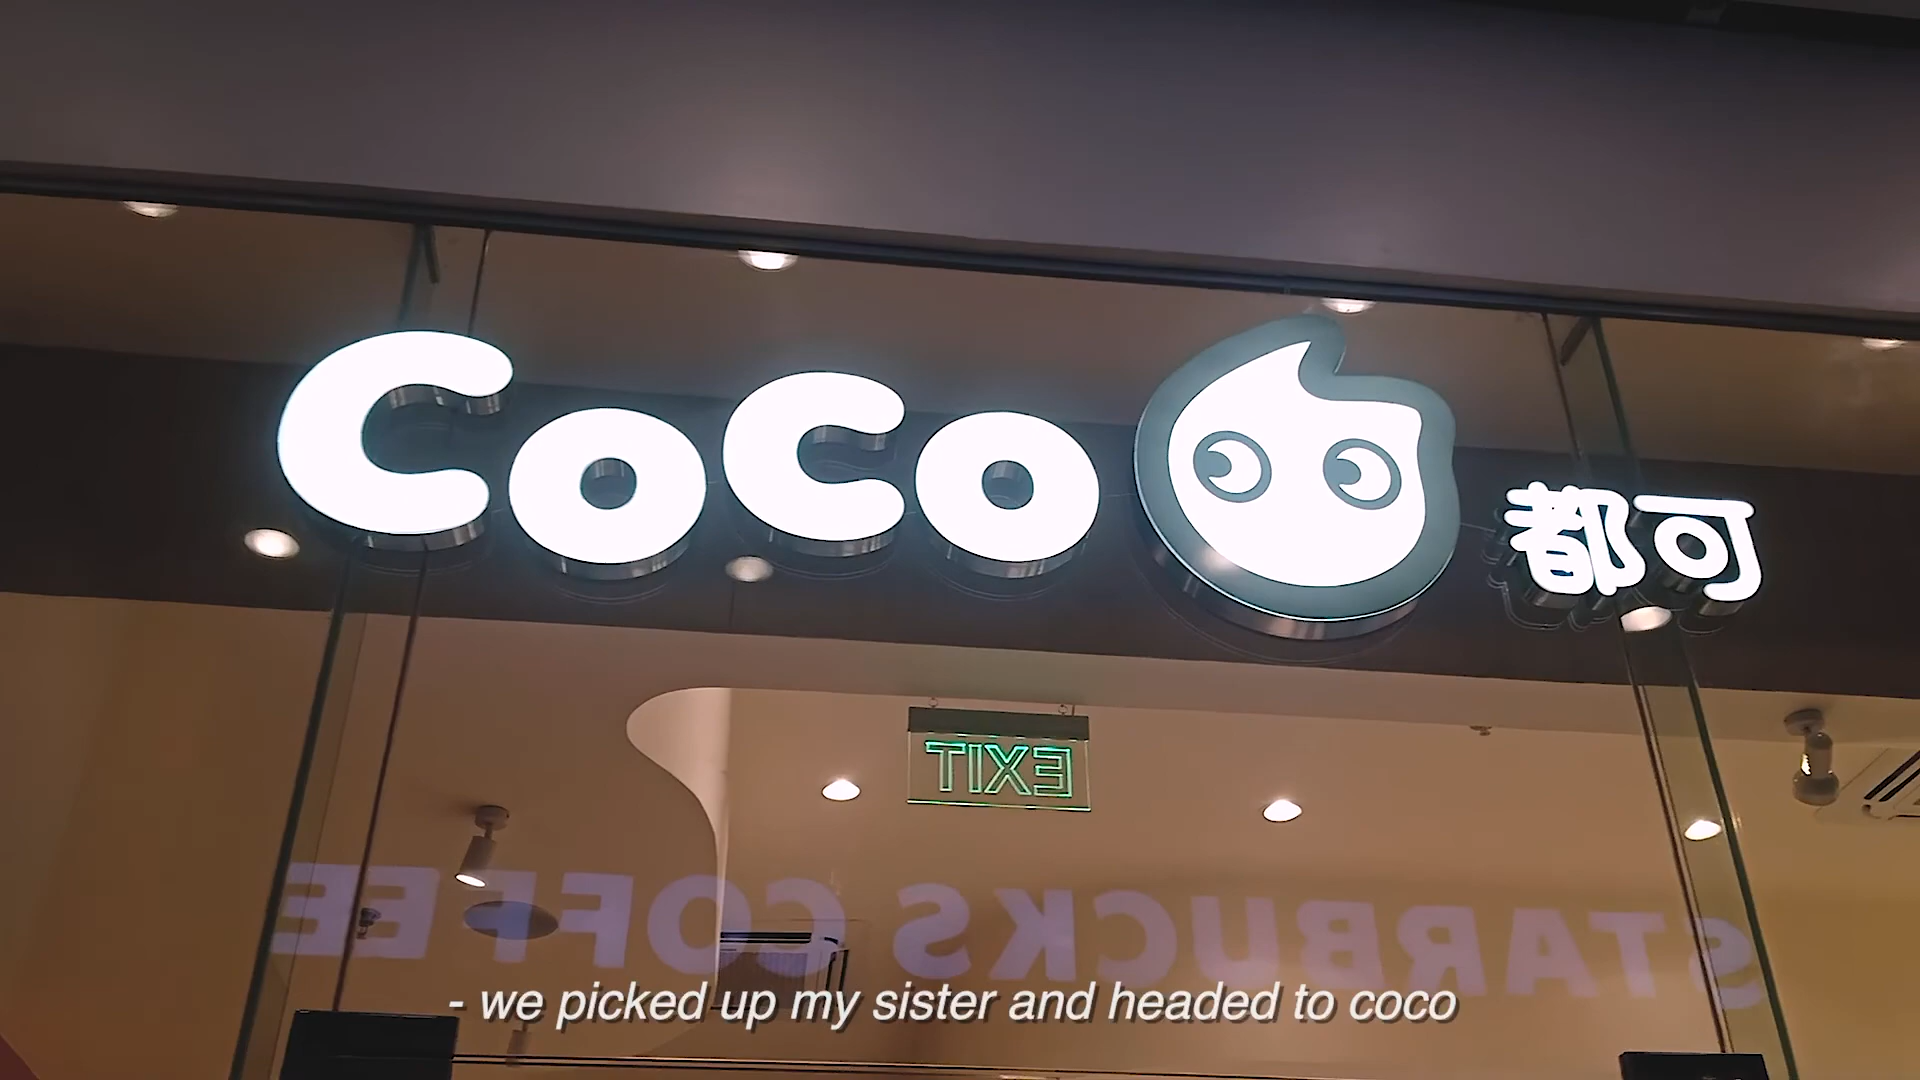 CoCo 都可
EXIT
STARBUCKS COFFEE
- we picked up my sister and headed to coco